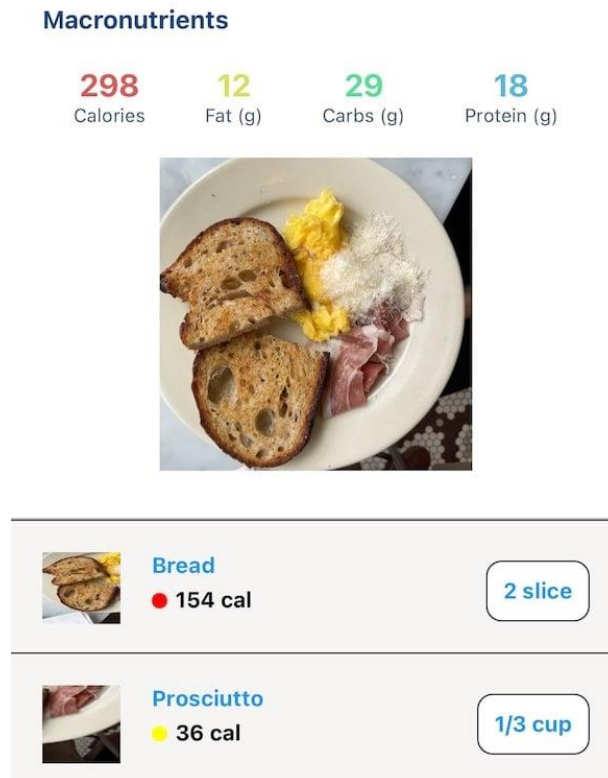 Macronutrients
298 12 29 18
Calories Fat (g) Carbs (g) Protein (g)
Bread
154 cal
2 slice
Prosciutto
36 cal
1/3 cup